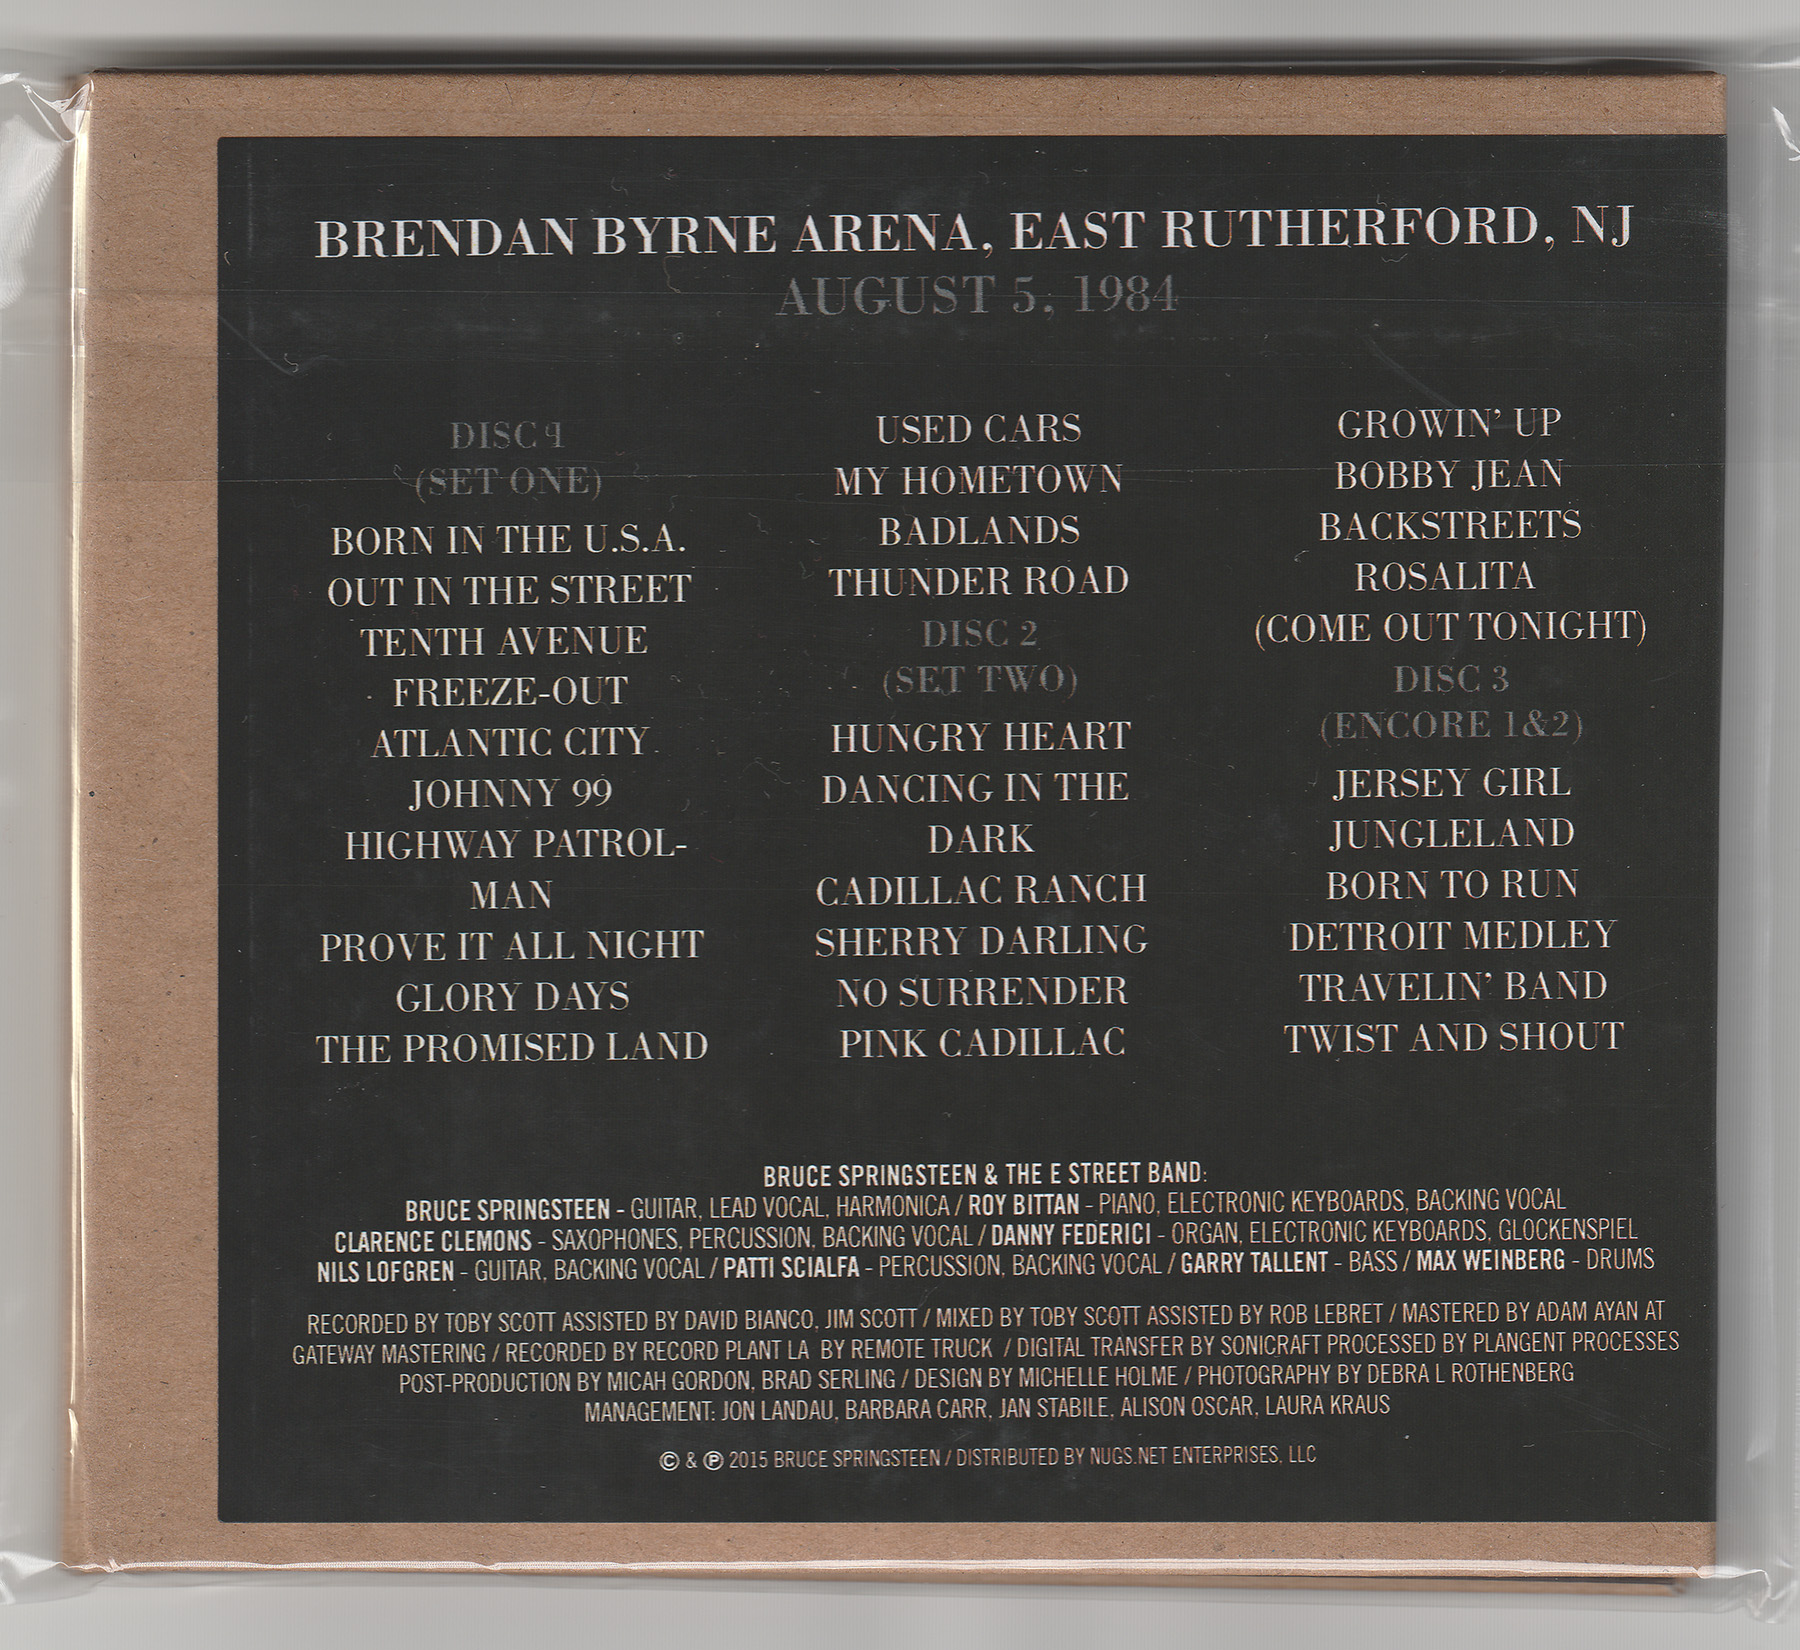 BRENDAN BYRNE ARENA, EAST RUTHERFORD, NJ
AUGUST 5, 1984
DISC 1
(SET ONE)
BORN IN THE U.S.A.
OUT IN THE STREET
TENTH AVENUE
FREEZE-OUT
ATLANTIC CITY
JOHNNY 99
HIGHWAY PATROL-
MAN
PROVE IT ALL NIGHT
GLORY DAYS
THE PROMISED LAND
USED CARS
MY HOMETOWN
BADLANDS
THUNDER ROAD
DISC 2
(SET TWO)
HUNGRY HEART
DANCING IN THE
DARK
CADILLAC RANCH
SHERRY DARLING
NO SURRENDER
PINK CADILLAC
GROWIN' UP
BOBBY JEAN
BACKSTREETS
ROSALITA
(COME OUT TONIGHT)
DISC 3
(ENCORE 1&2)
JERSEY GIRL
JUNGLELAND
BORN TO RUN
DETROIT MEDLEY
TRAVELIN' BAND
TWIST AND SHOUT
BRUCE SPRINGSTEEN & THE E STREET BAND:
BRUCE SPRINGSTEEN - GUITAR, LEAD VOCAL, HARMONICA / ROY BITTAN - PIANO, ELECTRONIC KEYBOARDS, BACKING VOCAL
CLARENCE CLEMONS - SAXOPHONES, PERCUSSION, BACKING VOCAL / DANNY FEDERICI - ORGAN, ELECTRONIC KEYBOARDS, GLOCKENSPIEL
NILS LOFGREN - GUITAR, BACKING VOCAL / PATTI SCIALFA - PERCUSSION, BACKING VOCAL / GARRY TALLENT - BASS / MAX WEINBERG - DRUMS
RECORDED BY TOBY SCOTT ASSISTED BY DAVID BIANCO, JIM SCOTT / MIXED BY TOBY SCOTT ASSISTED BY ROB LEBRET / MASTERED BY ADAM AYAN AT
GATEWAY MASTERING / RECORDED BY RECORD PLANT LA BY REMOTE TRUCK / DIGITAL TRANSFER BY SONICRAFT PROCESSED BY PLANGENT PROCESSES
POST-PRODUCTION BY MICAH GORDON, BRAD SERLING / DESIGN BY MICHELLE HOLME / PHOTOGRAPHY BY DEBRA L ROTHENBERG
MANAGEMENT: JON LANDAU, BARBARA CARR, JAN STABILE, ALISON OSCAR, LAURA KRAUS
© & ℗ 2015 BRUCE SPRINGSTEEN / DISTRIBUTED BY NUGS.NET ENTERPRISES, LLC